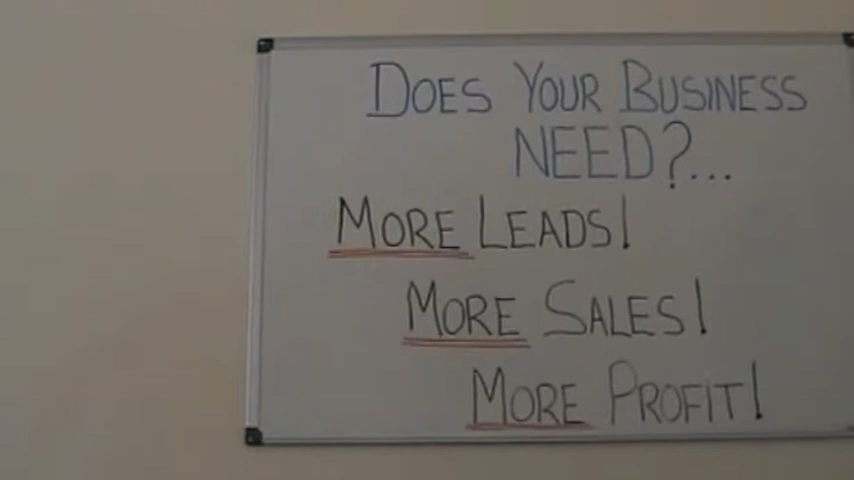 DOES YOUR BUSINESS
NEED?...
MORE LEADS!
MORE SALES!
MORE PROFIT!